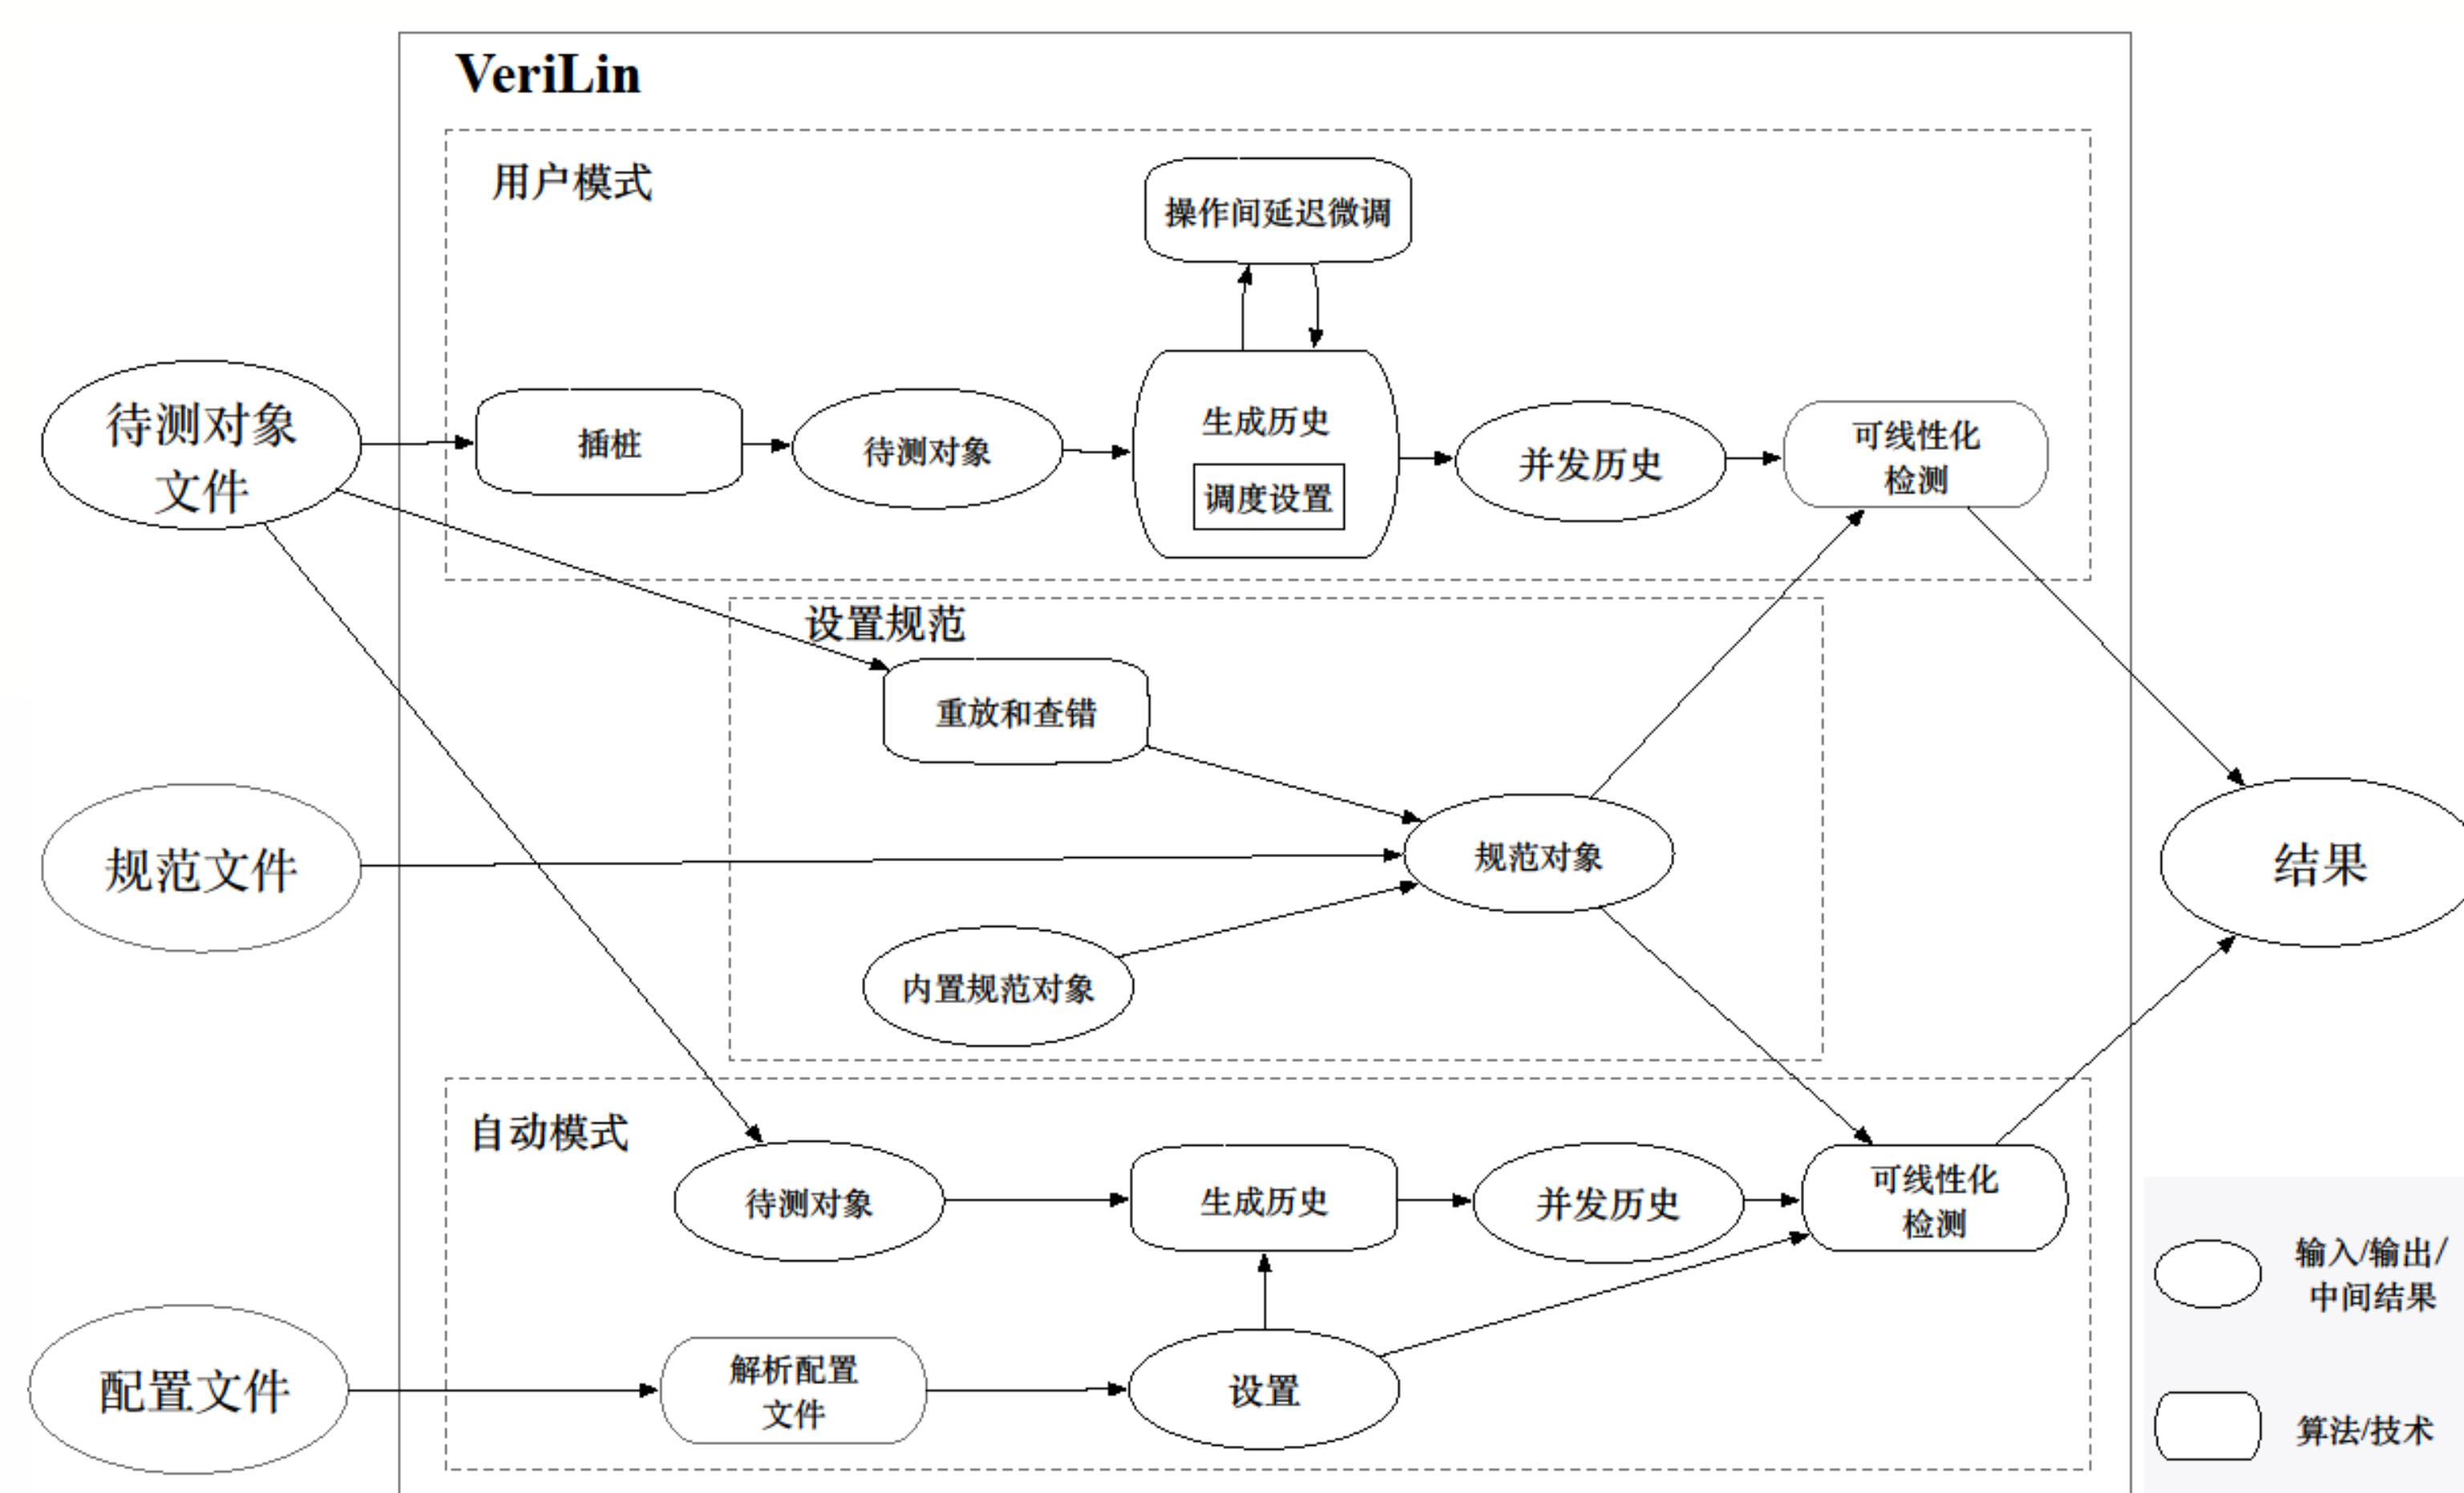 VeriLin
用户模式
操作间延迟微调
待测对象
文件
插桩
待测对象
生成历史
调度设置
并发历史
可线性化
检测
设置规范
重放和查错
规范文件
规范对象
内置规范对象
结果
自动模式
待测对象
生成历史
并发历史
可线性化
检测
配置文件
解析配置
文件
设置
输入/输出/
中间结果
算法/技术